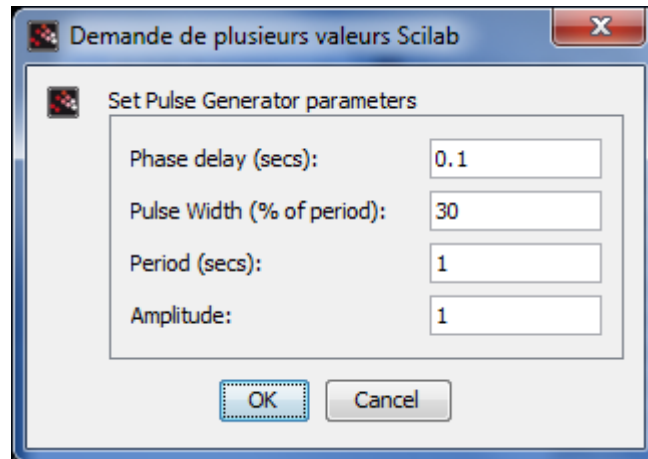 Demande de plusieurs valeurs Scilab
Set Pulse Generator parameters
Phase delay (secs): 0.1
Pulse Width (% of period): 30
Period (secs): 1
Amplitude: 1
OK Cancel